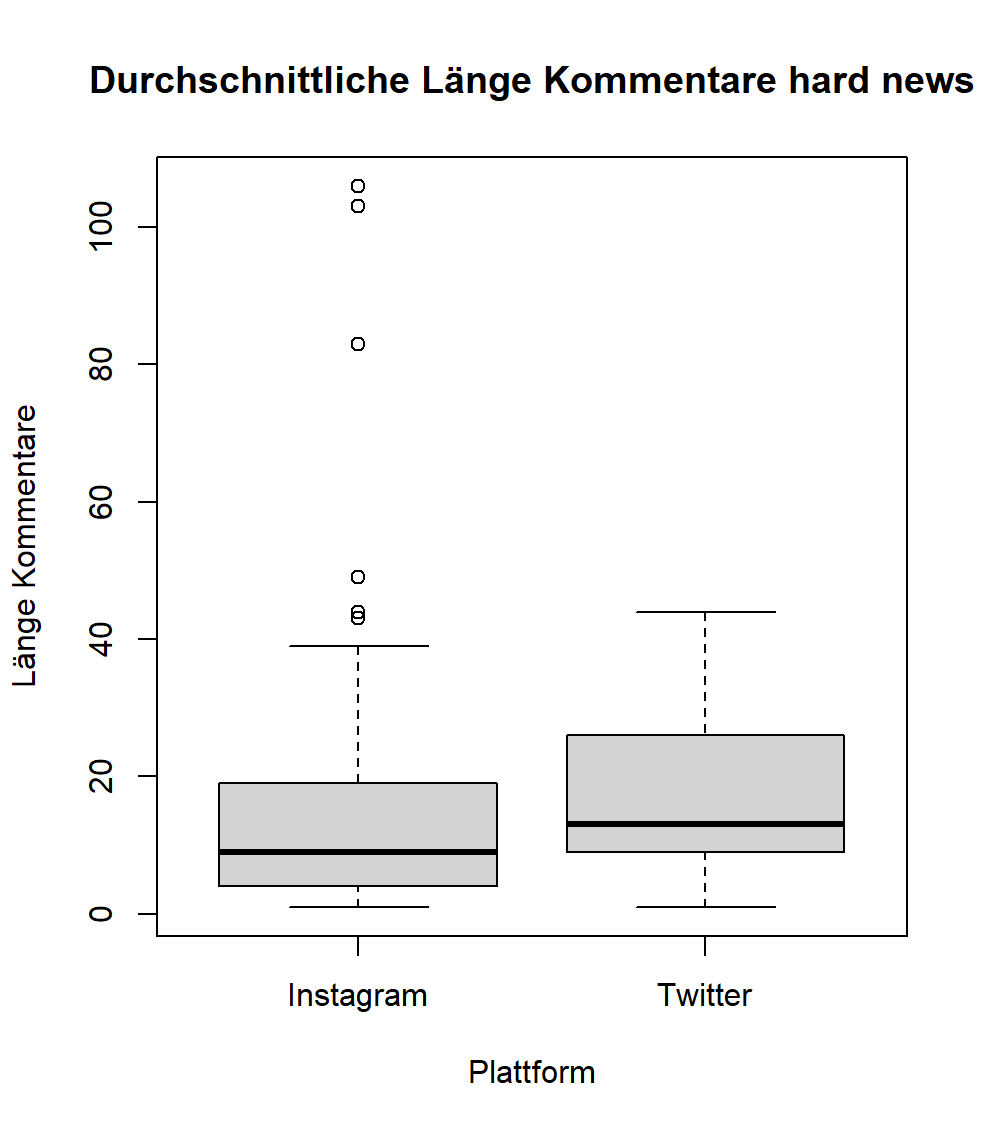 Durchschnittliche Länge Kommentare hard news
Länge Kommentare
100
80
60
40
20
0
Instagram
Twitter
Plattform